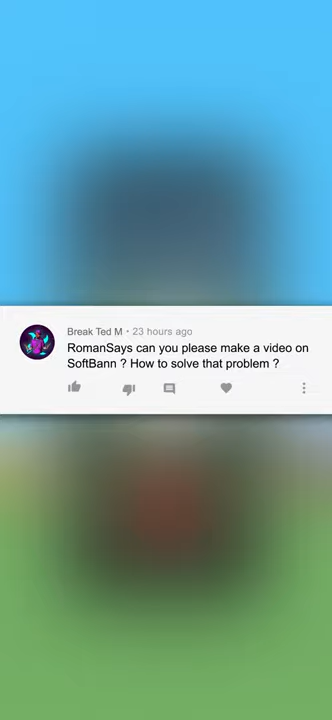 Break Ted M • 23 hours ago
RomanSays can you please make a video on
SoftBann ? How to solve that problem ?